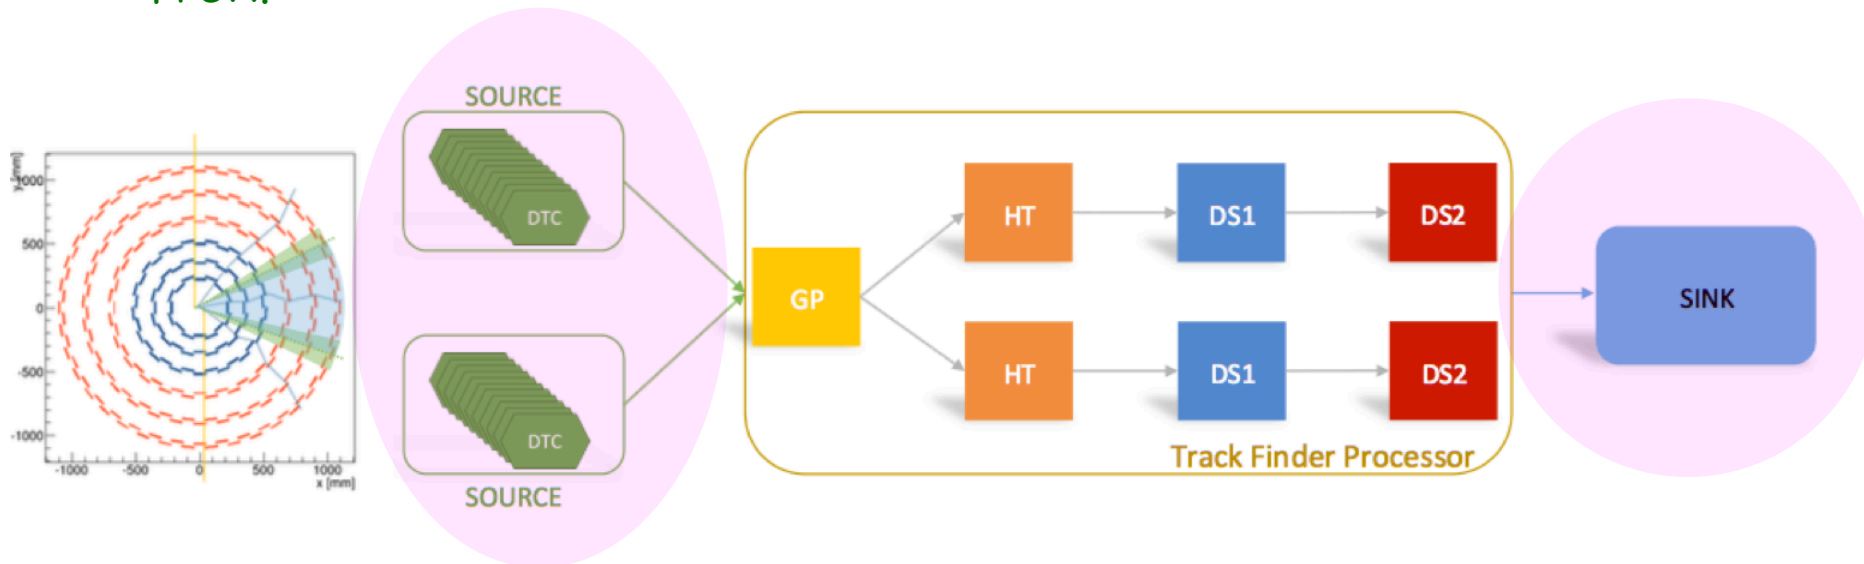 SOURCE
DTC
DTC
SOURCE
y [mm]
1000
500
0
-500
-1000
-1000
-500
0
500
1000
x [mm]
GP
HT
DS1
DS2
HT
DS1
DS2
Track Finder Processor
SINK